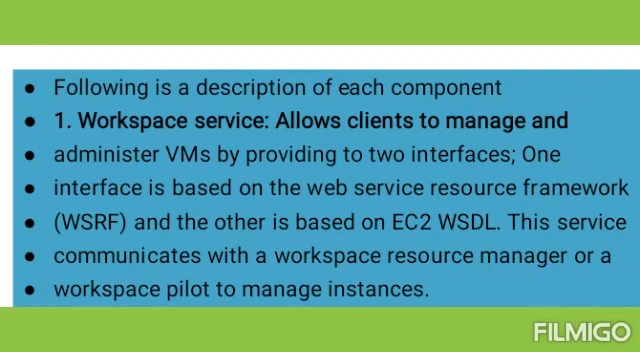 ● Following is a description of each component
● 1. Workspace service: Allows clients to manage and
● administer VMs by providing to two interfaces; One
● interface is based on the web service resource framework
● (WSRF) and the other is based on EC2 WSDL. This service
● communicates with a workspace resource manager or a
● workspace pilot to manage instances.
FILMIGO